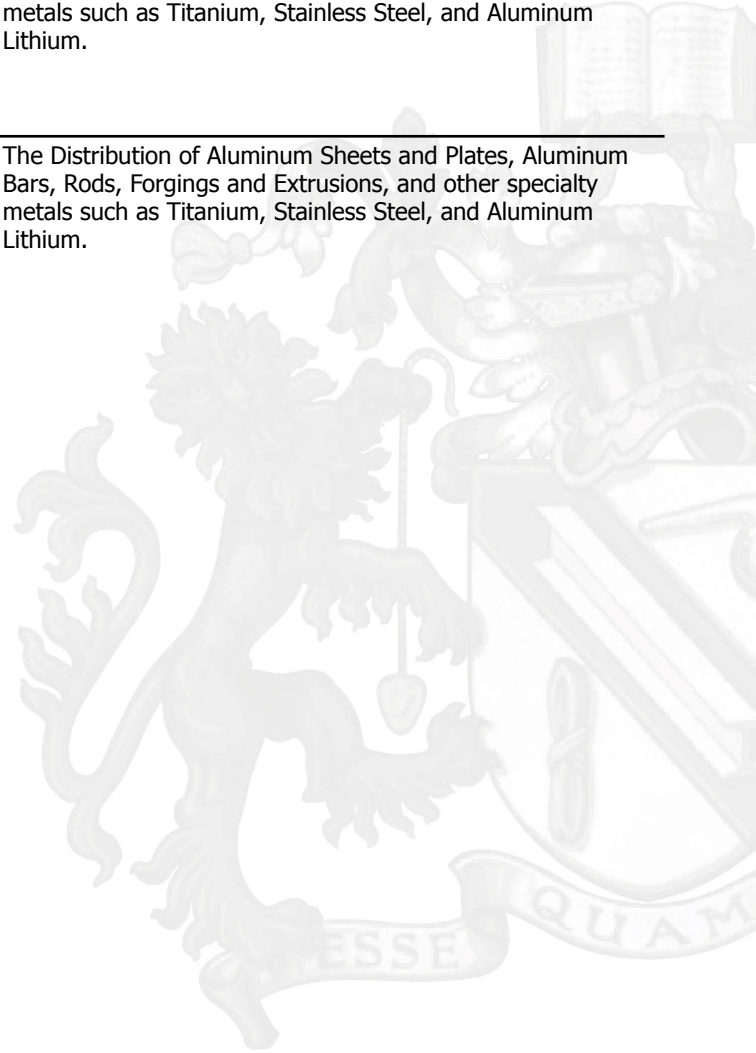 metals such as Titanium, Stainless Steel, and Aluminum
Lithium.
The Distribution of Aluminum Sheets and Plates, Aluminum
Bars, Rods, Forgings and Extrusions, and other specialty
metals such as Titanium, Stainless Steel, and Aluminum
Lithium.
ESSE
QUAM